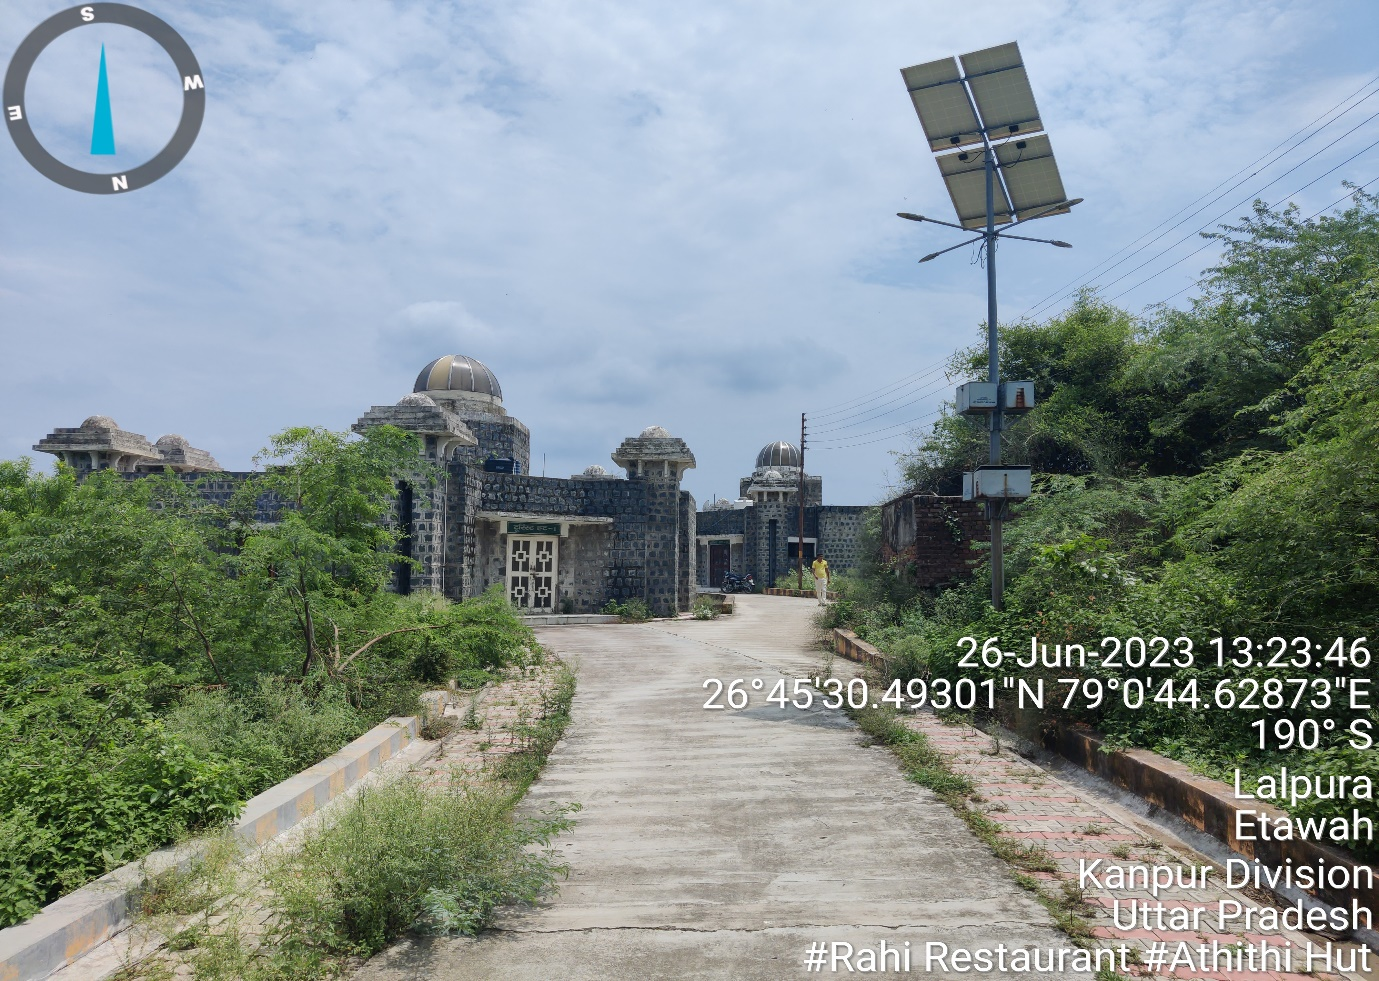 S
W
E
N
26-Jun-2023 13:23:46
26°45'30.49301"N 79°0'44.62873"E
190° S
Lalpura
Etawah
Kanpur Division
Uttar Pradesh
#Rahi Restaurant #Athithi Hut